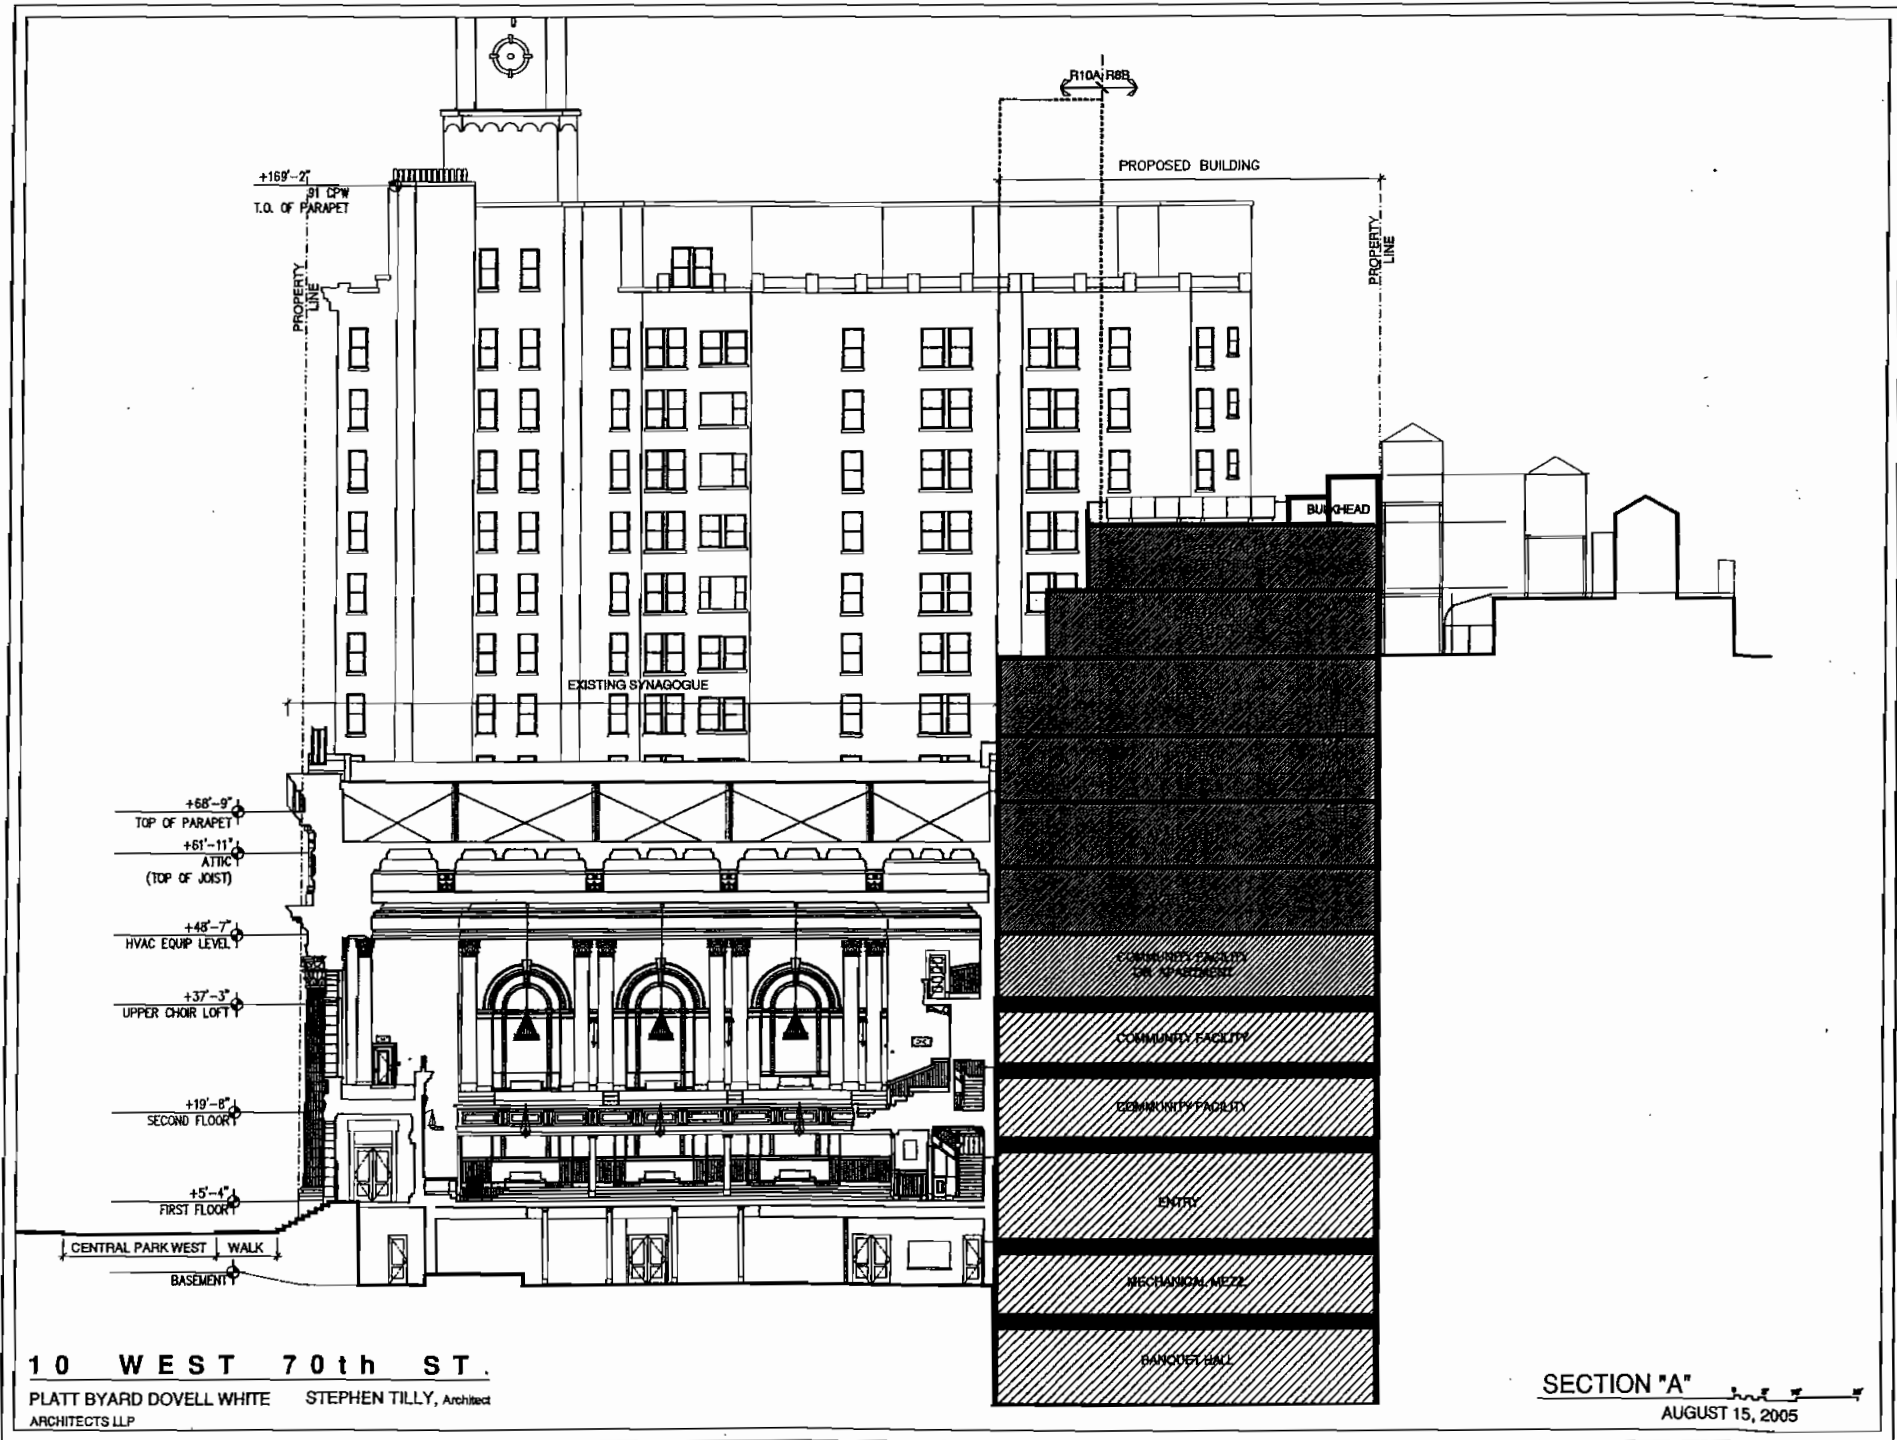 R10A R8B
PROPOSED BUILDING
+169'-2"
91 CPW
T.O. OF PARAPET
PROPERTY
LINE
PROPERTY
LINE
BULKHEAD
EXISTING SYNAGOGUE
+68'-9"
TOP OF PARAPET
+61'-11"
ATTIC
(TOP OF JOIST)
+48'-7"
HVAC EQUIP LEVEL
COMMUNITY FACILITY
OR APARTMENT
+37'-3"
UPPER CHOIR LOFT
COMMUNITY FACILITY
+19'-8"
SECOND FLOOR
COMMUNITY FACILITY
+5'-4"
FIRST FLOOR
ENTRY
CENTRAL PARK WEST WALK
BASEMENT
MECHANICAL MEZZ.
BANQUET HALL
10 WEST 70th ST.
PLATT BYARD DOVELL WHITE STEPHEN TILLY, Architect
ARCHITECTS LLP
SECTION "A"
AUGUST 15, 2005